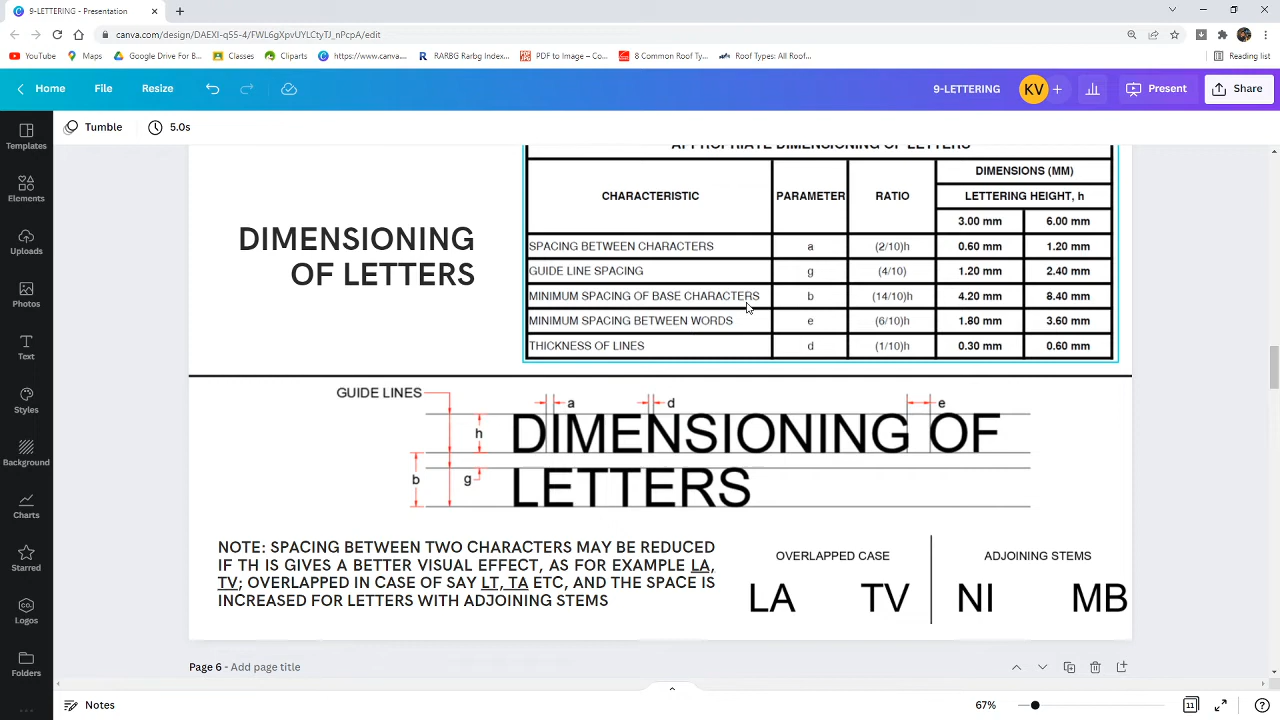 9-LETTERING - Presentation
canva.com/design/DAEXI-qS5-4/FWL6gXpvUYLCtyTJ_nPcpA/edit
YouTube Maps Google Drive For B... Classes Cliparts https://www.canva.... RARBG Rarbg Index... PDF to Image – Co... 8 Common Roof Ty... Roof Types: All Roof... Reading list
Home File Resize 9-LETTERING KV Present Share
Tumble 5.0s
Templates
Elements
Uploads
Photos
Text
Styles
Background
Charts
Starred
Logos
Folders
DIMENSIONING
OF LETTERS
APPROPRIATE DIMENSIONING OF LETTERS
CHARACTERISTIC PARAMETER RATIO DIMENSIONS (MM)
LETTERING HEIGHT, h
3.00 mm 6.00 mm
SPACING BETWEEN CHARACTERS a (2/10)h 0.60 mm 1.20 mm
GUIDE LINE SPACING g (4/10) 1.20 mm 2.40 mm
MINIMUM SPACING OF BASE CHARACTERS b (14/10)h 4.20 mm 8.40 mm
MINIMUM SPACING BETWEEN WORDS e (6/10)h 1.80 mm 3.60 mm
THICKNESS OF LINES d (1/10)h 0.30 mm 0.60 mm
GUIDE LINES
a d e
h DIMENSIONING OF
b g LETTERS
NOTE: SPACING BETWEEN TWO CHARACTERS MAY BE REDUCED
IF TH IS GIVES A BETTER VISUAL EFFECT, AS FOR EXAMPLE LA,
TV; OVERLAPPED IN CASE OF SAY LT, TA ETC, AND THE SPACE IS
INCREASED FOR LETTERS WITH ADJOINING STEMS
OVERLAPPED CASE ADJOINING STEMS
LA TV NI MB
Page 6 - Add page title
Notes 67% 11